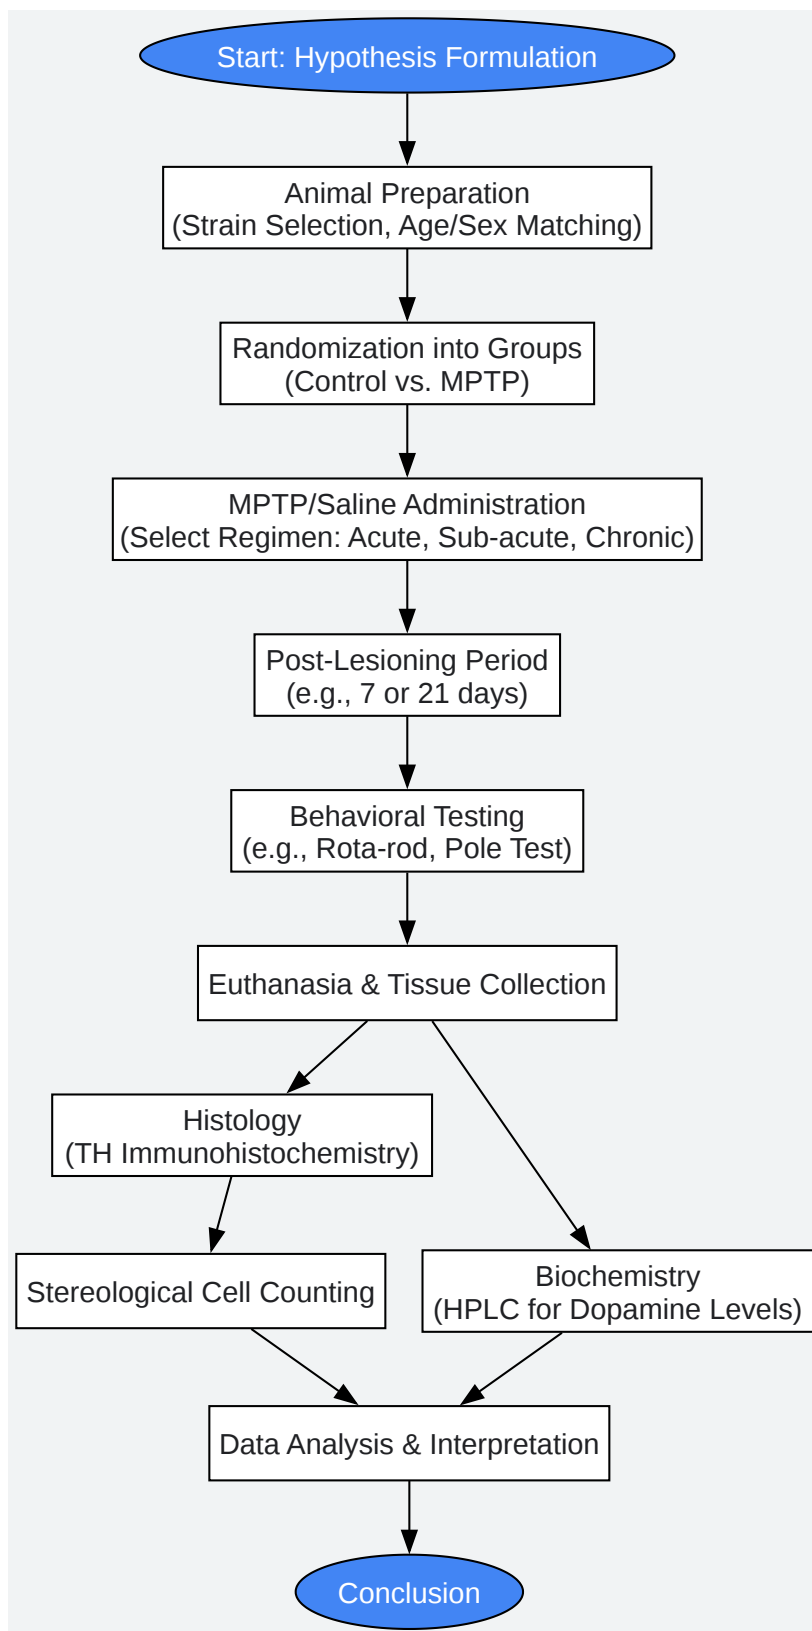 Start: Hypothesis Formulation
Animal Preparation
(Strain Selection, Age/Sex Matching)
Randomization into Groups
(Control vs. MPTP)
MPTP/Saline Administration
(Select Regimen: Acute, Sub-acute, Chronic)
Post-Lesioning Period
(e.g., 7 or 21 days)
Behavioral Testing
(e.g., Rota-rod, Pole Test)
Euthanasia & Tissue Collection
Histology
(TH Immunohistochemistry)
Stereological Cell Counting
Biochemistry
(HPLC for Dopamine Levels)
Data Analysis & Interpretation
Conclusion